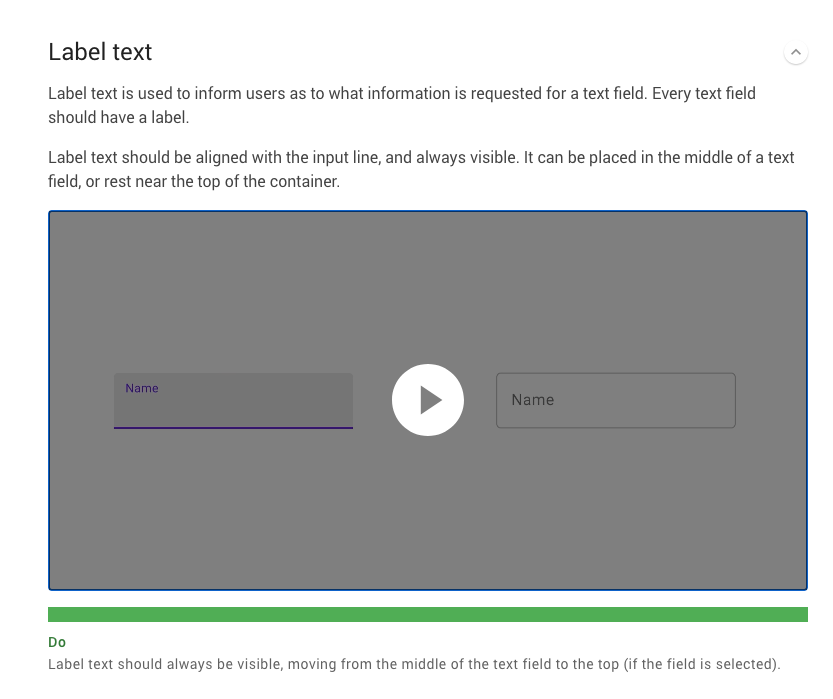 Label text
Label text is used to inform users as to what information is requested for a text field. Every text field
should have a label.
Label text should be aligned with the input line, and always visible. It can be placed in the middle of a text
field, or rest near the top of the container.
Name
Name
Do
Label text should always be visible, moving from the middle of the text field to the top (if the field is selected).